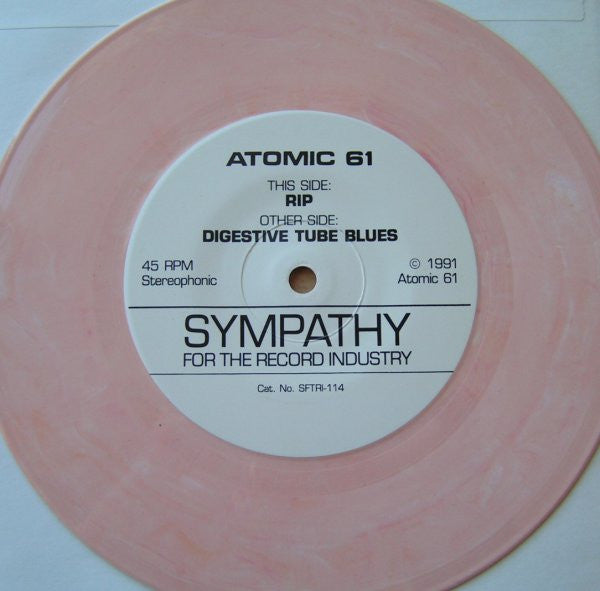 ATOMIC 61
THIS SIDE:
RIP
OTHER SIDE:
DIGESTIVE TUBE BLUES
45 RPM
Stereophonic
© 1991
Atomic 61
SYMPATHY
FOR THE RECORD INDUSTRY
Cat. No. SFTRI-114